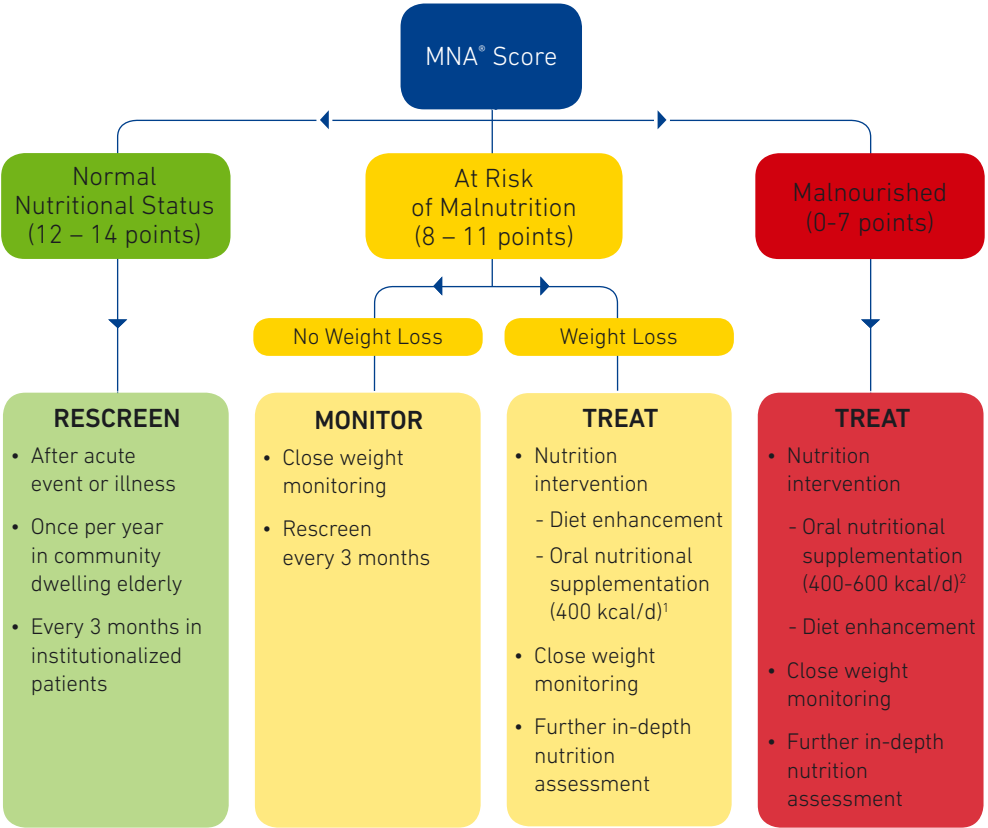 MNA® Score
Normal
Nutritional Status
(12 – 14 points)
At Risk
of Malnutrition
(8 – 11 points)
Malnourished
(0-7 points)
No Weight Loss
Weight Loss
RESCREEN
• After acute
event or illness
• Once per year
in community
dwelling elderly
• Every 3 months in
institutionalized
patients
MONITOR
• Close weight
monitoring
• Rescreen
every 3 months
TREAT
• Nutrition
intervention
- Diet enhancement
- Oral nutritional
supplementation
(400 kcal/d)¹
• Close weight
monitoring
• Further in-depth
nutrition
assessment
TREAT
• Nutrition
intervention
- Oral nutritional
supplementation
(400-600 kcal/d)²
- Diet enhancement
• Close weight
monitoring
• Further in-depth
nutrition
assessment